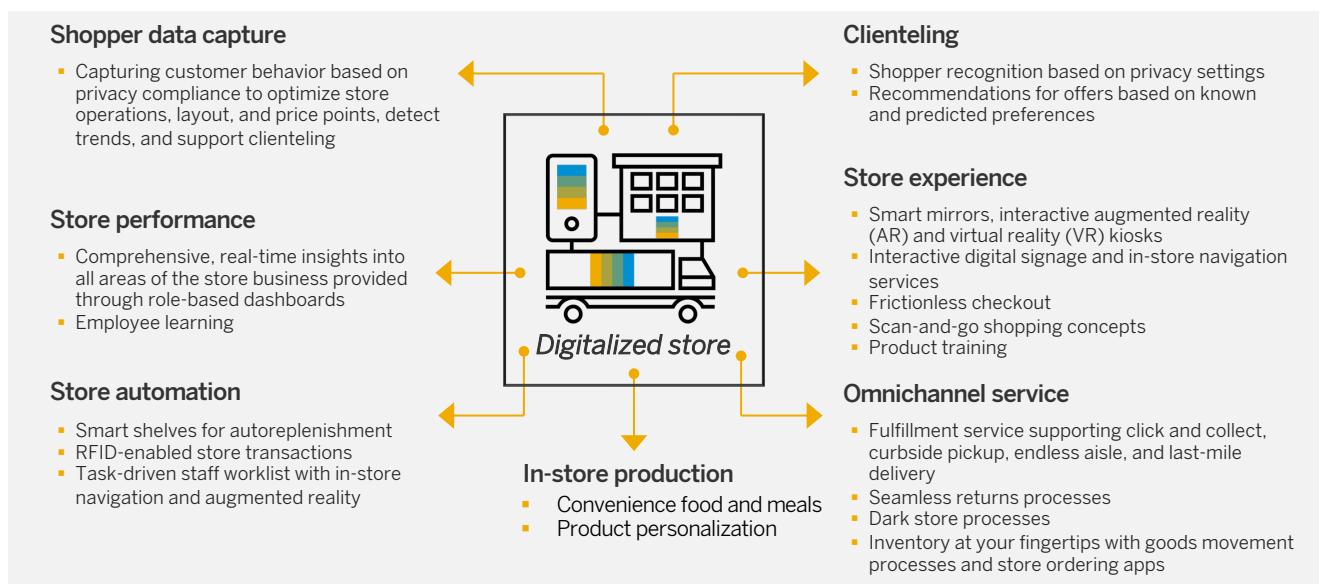 Shopper data capture
▪ Capturing customer behavior based on
privacy compliance to optimize store
operations, layout, and price points, detect
trends, and support clienteling
Store performance
▪ Comprehensive, real-time insights into
all areas of the store business provided
through role-based dashboards
▪ Employee learning
Store automation
▪ Smart shelves for autoreplenishment
▪ RFID-enabled store transactions
▪ Task-driven staff worklist with in-store
navigation and augmented reality
Digitalized store
In-store production
▪ Convenience food and meals
▪ Product personalization
Clienteling
▪ Shopper recognition based on privacy settings
▪ Recommendations for offers based on known
and predicted preferences
Store experience
▪ Smart mirrors, interactive augmented reality
(AR) and virtual reality (VR) kiosks
▪ Interactive digital signage and in-store navigation
services
▪ Frictionless checkout
▪ Scan-and-go shopping concepts
▪ Product training
Omnichannel service
▪ Fulfillment service supporting click and collect,
curbside pickup, endless aisle, and last-mile
delivery
▪ Seamless returns processes
▪ Dark store processes
▪ Inventory at your fingertips with goods movement
processes and store ordering apps